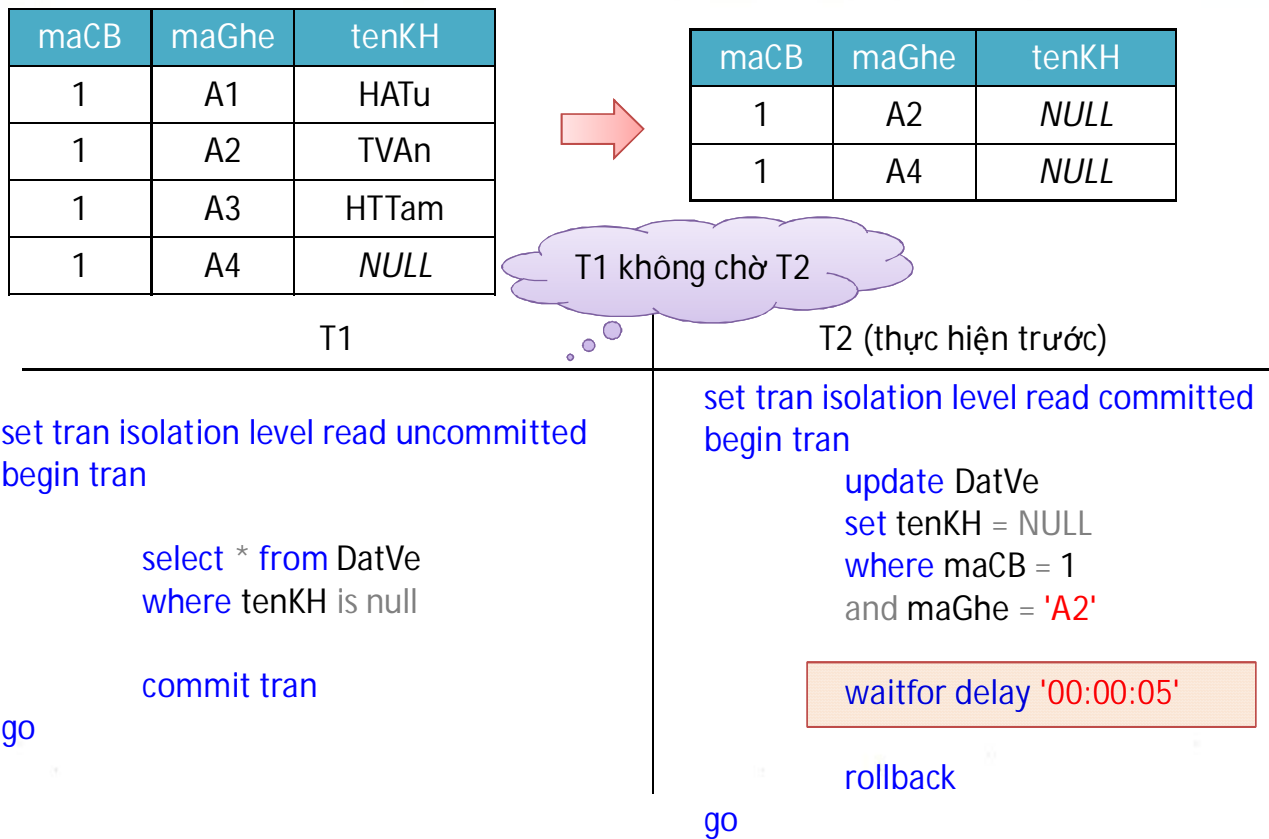 maCB maGhe tenKH
1 A1 HATu
1 A2 TVAn
1 A3 HTTam
1 A4 NULL
maCB maGhe tenKH
1 A2 NULL
1 A4 NULL
T1 không chờ T2
T1
set tran isolation level read uncommitted
begin tran
select * from DatVe
where tenKH is null
commit tran
go
T2 (thực hiện trước)
set tran isolation level read committed
begin tran
update DatVe
set tenKH = NULL
where maCB = 1
and maGhe = 'A2'
waitfor delay '00:00:05'
rollback
go